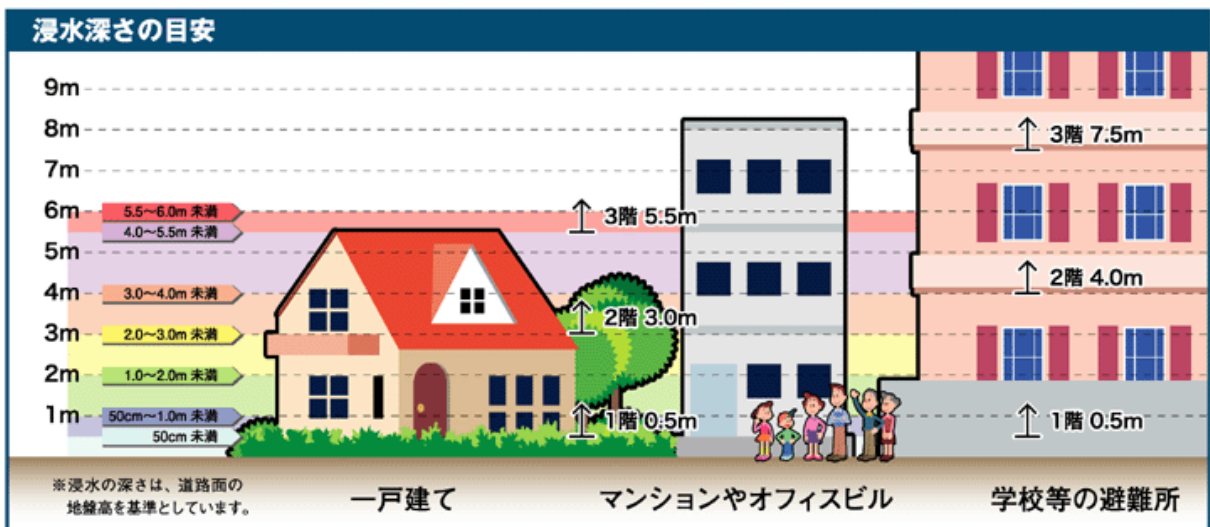 浸水深さの目安
9m
8m
7m
6m
5m
4m
3m
2m
1m
5.5〜6.0m 未満
4.0〜5.5m 未満
3.0〜4.0m 未満
2.0〜3.0m 未満
1.0〜2.0m 未満
50cm〜1.0m 未満
50cm 未満
3階 5.5m
2階 3.0m
1階 0.5m
3階 7.5m
2階 4.0m
1階 0.5m
※浸水の深さは、道路面の
地盤高を基準としています。
一戸建て
マンションやオフィスビル
学校等の避難所